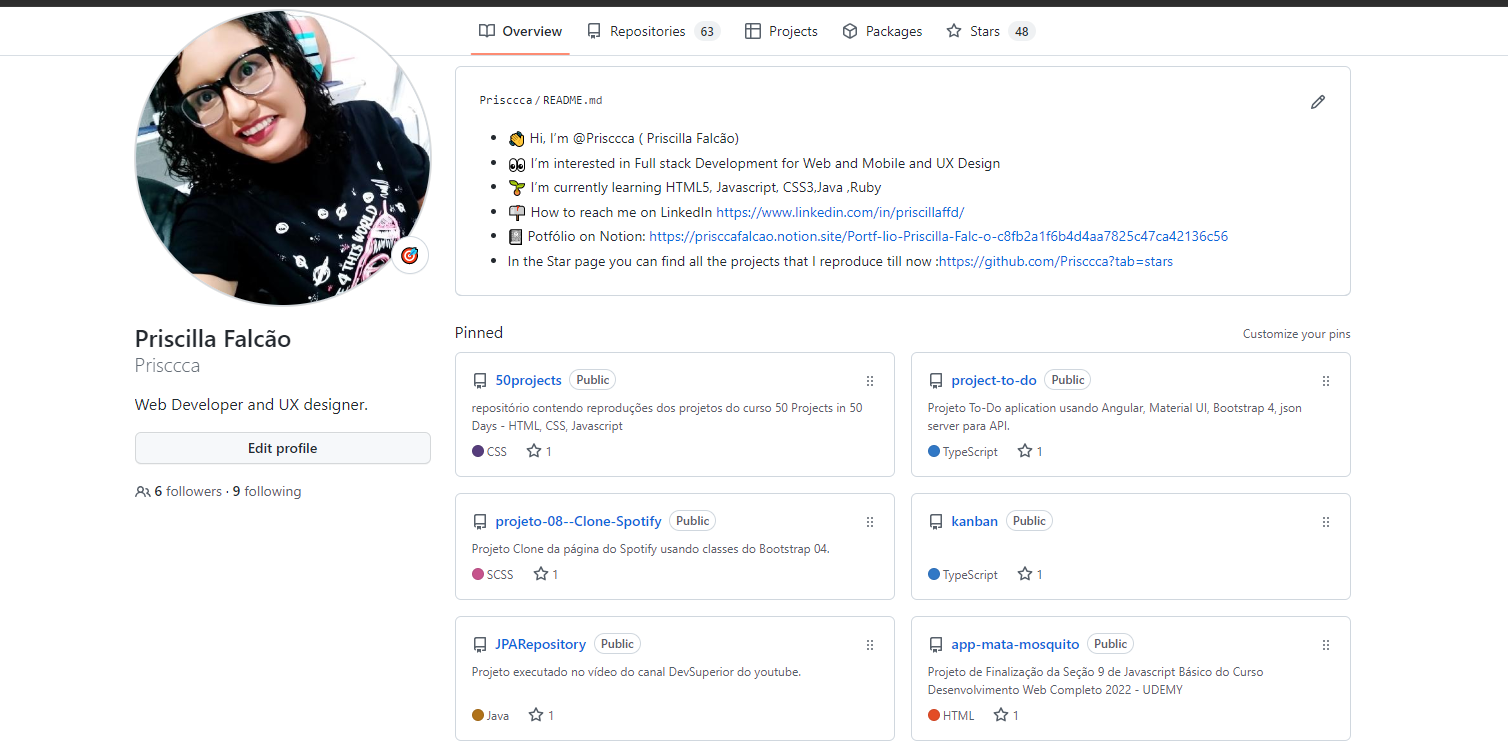 Overview
Repositories 63
Projects
Packages
Stars 48
Prisccca / README.md
Hi, I'm @Prisccca ( Priscilla Falcão)
I'm interested in Full stack Development for Web and Mobile and UX Design
I'm currently learning HTML5, Javascript, CSS3,Java ,Ruby
How to reach me on LinkedIn https://www.linkedin.com/in/priscillaffd/
Potfólio on Notion: https://prisccafalcao.notion.site/Portf-lio-Priscilla-Falc-o-c8fb2a1f6b4d4aa7825c47ca42136c56
In the Star page you can find all the projects that I reproduce till now :https://github.com/Prisccca?tab=stars
4 THIS WORLD
Priscilla Falcão
Prisccca
Web Developer and UX designer.
Edit profile
6 followers · 9 following
Pinned
Customize your pins
50projects Public
repositório contendo reproduções dos projetos do curso 50 Projects in 50
Days - HTML, CSS, Javascript
CSS 1
project-to-do Public
Projeto To-Do aplication usando Angular, Material UI, Bootstrap 4, json
server para API.
TypeScript 1
projeto-08--Clone-Spotify Public
Projeto Clone da página do Spotify usando classes do Bootstrap 04.
SCSS 1
kanban Public
TypeScript 1
JPARepository Public
Projeto executado no vídeo do canal DevSuperior do youtube.
Java 1
app-mata-mosquito Public
Projeto de Finalização da Seção 9 de Javascript Básico do Curso
Desenvolvimento Web Completo 2022 - UDEMY
HTML 1